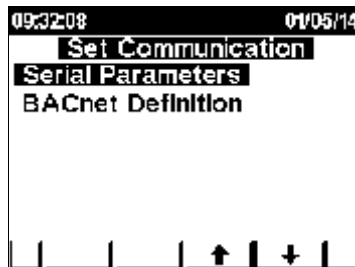 09:32:08 01/05/14
Set Communication
Serial Parameters
BACnet Definition